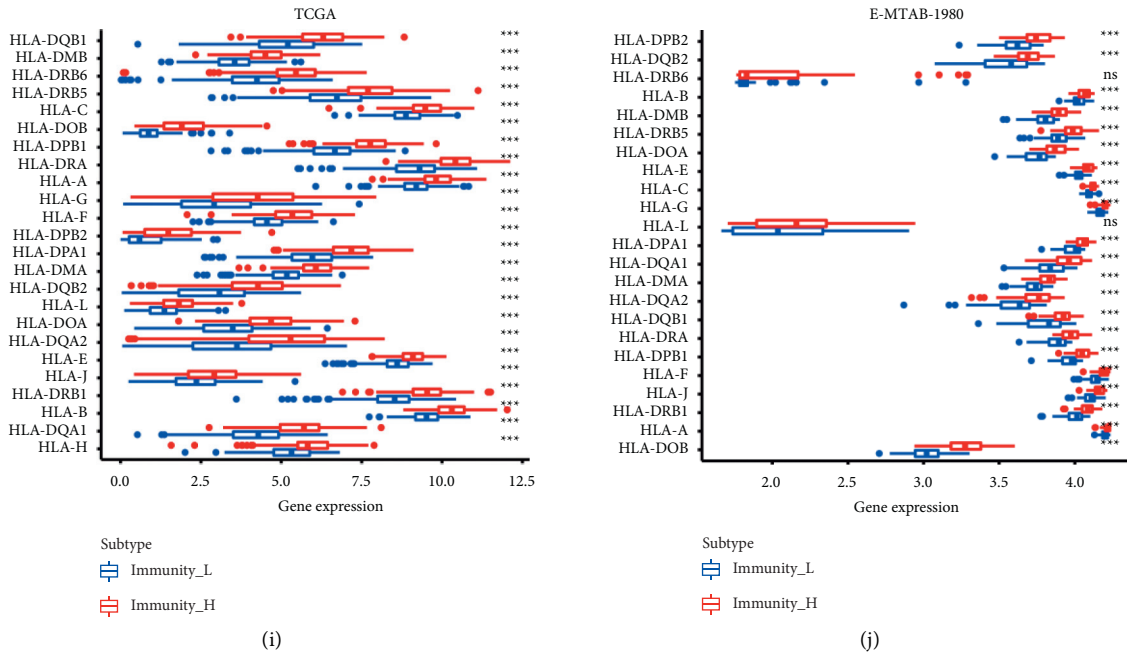 TCGA
HLA-DQB1 ***
HLA-DMB ***
HLA-DRB6 ***
HLA-DRB5 ***
HLA-C ***
HLA-DOB ***
HLA-DPB1 ***
HLA-DRA ***
HLA-A ***
HLA-G ***
HLA-F ***
HLA-DPB2 ***
HLA-DPA1 ***
HLA-DMA ***
HLA-DQB2 ***
HLA-L ***
HLA-DOA ***
HLA-DQA2 ***
HLA-E ***
HLA-J ***
HLA-DRB1 ***
HLA-B ***
HLA-DQA1 ***
HLA-H ***
0.0 2.5 5.0 7.5 10.0 12.5
Gene expression
Subtype
Immunity_L
Immunity_H
(i)
E-MTAB-1980
HLA-DPB2 ***
HLA-DQB2 ***
HLA-DRB6 ns
HLA-B ***
HLA-DMB ***
HLA-DRB5 ***
HLA-DOA ***
HLA-E ***
HLA-C ***
HLA-G ***
HLA-L ns
HLA-DPA1 ***
HLA-DQA1 ***
HLA-DMA ***
HLA-DQA2 ***
HLA-DQB1 ***
HLA-DRA ***
HLA-DPB1 ***
HLA-F ***
HLA-J ***
HLA-DRB1 ***
HLA-A ***
HLA-DOB ***
2.0 2.5 3.0 3.5 4.0
Gene expression
Subtype
Immunity_L
Immunity_H
(j)